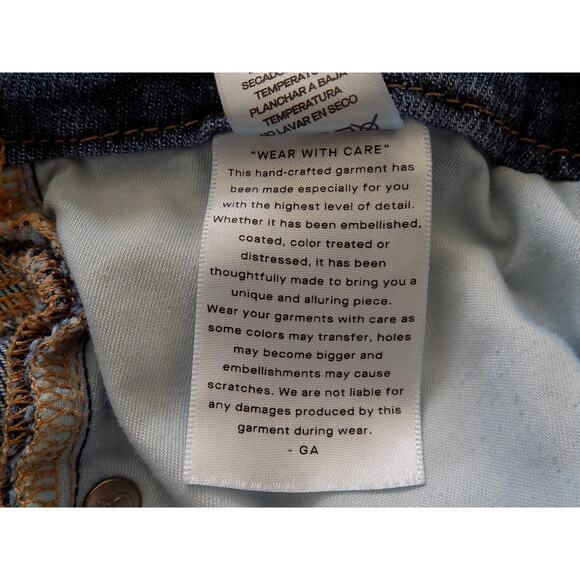 SECADO
TEMPERATURA
PLANCHAR A BAJA
TEMPERATURA
NO LAVAR EN SECO
"WEAR WITH CARE"
This hand-crafted garment has
been made especially for you
with the highest level of detail.
Whether it has been embellished,
coated, color treated or
distressed, it has been
thoughtfully made to bring you a
unique and alluring piece.
Wear your garments with care as
some colors may transfer, holes
may become bigger and
embellishments may cause
scratches. We are not liable for
any damages produced by this
garment during wear.
- GA